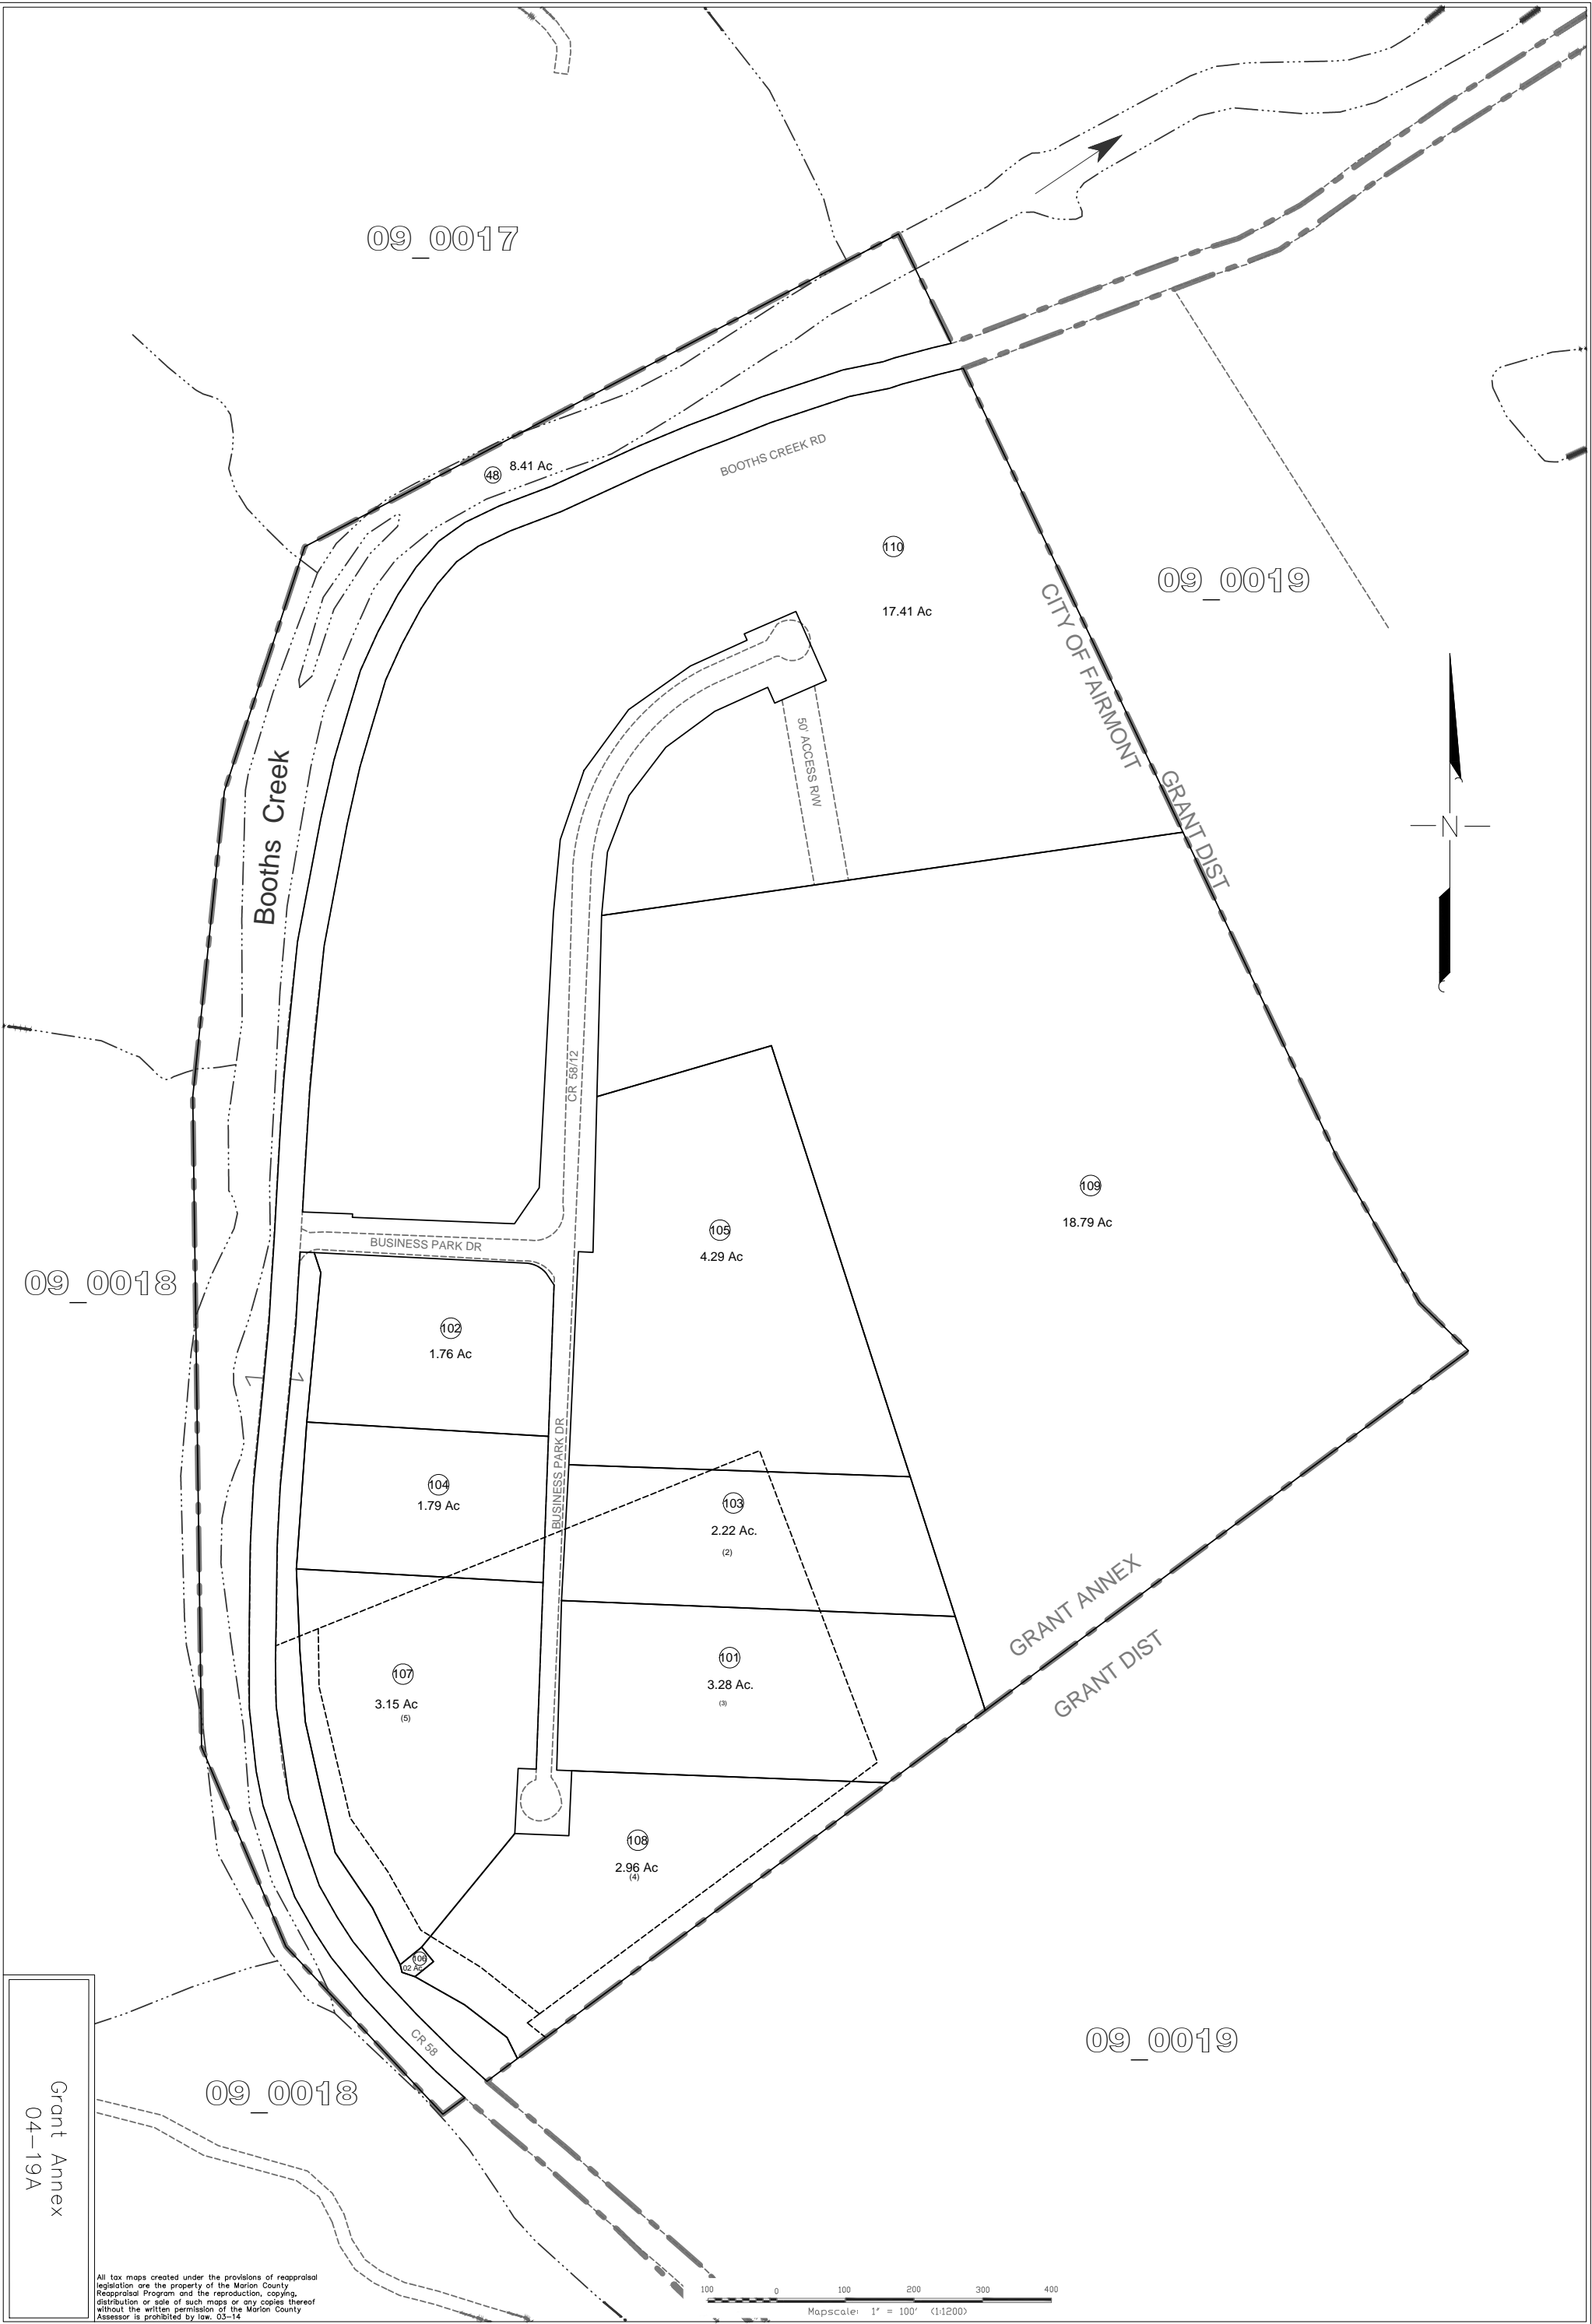 09_0017
48
8.41 Ac
BOOTHS CREEK RD
110
17.41 Ac
09_0019
CITY OF FAIRMONT
GRANT DIST
50' ACCESS R/W
Booths Creek
N
CR 58/12
109
18.79 Ac
105
4.29 Ac
BUSINESS PARK DR
09_0018
102
1.76 Ac
BUSINESS PARK DR
104
1.79 Ac
103
2.22 Ac.
(2)
GRANT ANNEX
GRANT DIST
101
3.28 Ac.
(3)
107
3.15 Ac
(5)
108
2.96 Ac
(4)
106
02 Ac
CR 58
09_0019
09_0018
Grant Annex
04-19A
All tax maps created under the provisions of reappraisal
legislation are the property of the Marion County
Reappraisal Program and the reproduction, copying,
distribution or sale of such maps or any copies thereof
without the written permission of the Marion County
Assessor is prohibited by law. 03-14
100 0 100 200 300 400
Mapscale: 1" = 100' (1:1200)